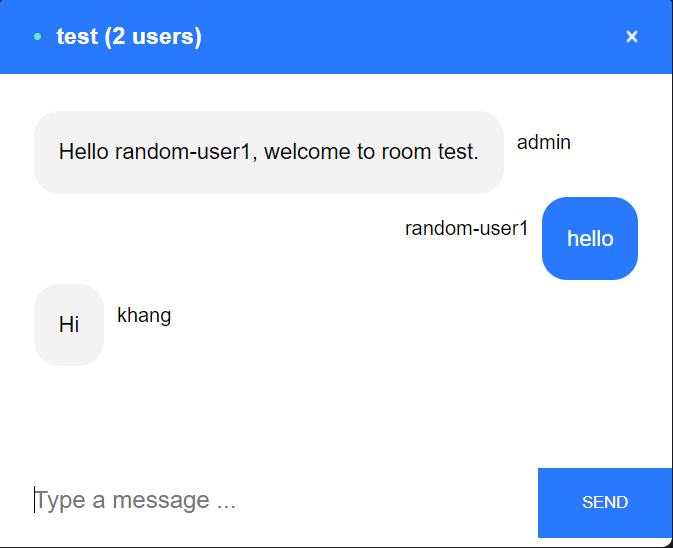 test (2 users)
Hello random-user1, welcome to room test.
admin
random-user1
hello
Hi
khang
Type a message ...
SEND